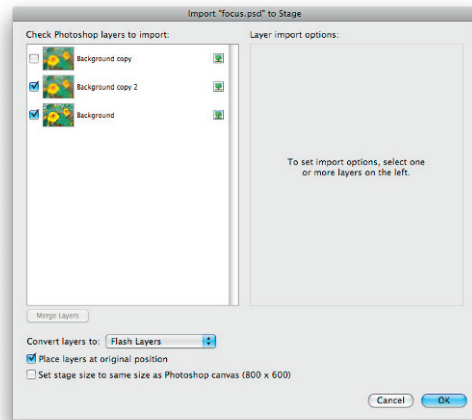 Import "focus.psd" to Stage
Check Photoshop layers to import:
Layer import options:
Background copy
Background copy 2
Background
To set import options, select one
or more layers on the left.
Merge Layers
Convert layers to: Flash Layers
Place layers at original position
Set stage size to same size as Photoshop canvas (800 x 600)
Cancel OK